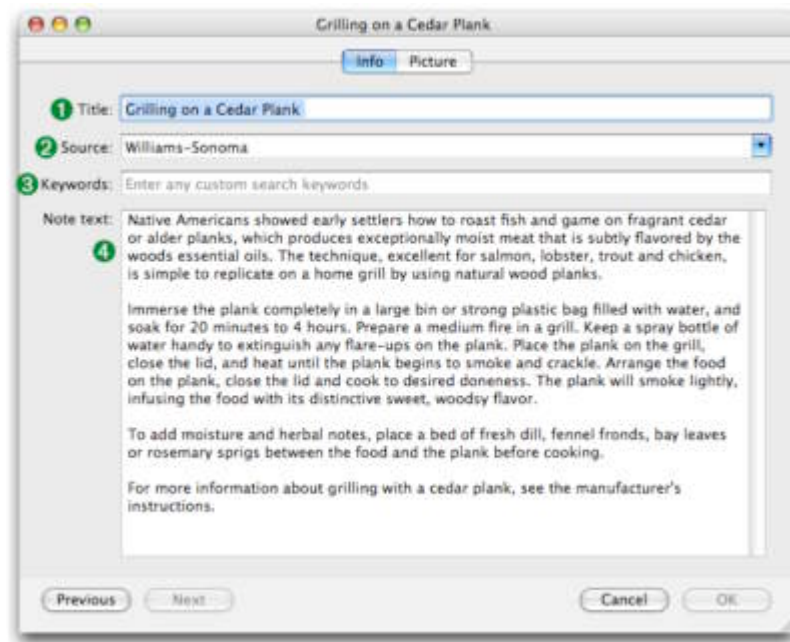 Grilling on a Cedar Plank
Info Picture
1 Title: Grilling on a Cedar Plank
2 Source: Williams-Sonoma
3 Keywords: Enter any custom search keywords
Note text: Native Americans showed early settlers how to roast fish and game on fragrant cedar
4 or alder planks, which produces exceptionally moist meat that is subtly flavored by the
woods essential oils. The technique, excellent for salmon, lobster, trout and chicken,
is simple to replicate on a home grill by using natural wood planks.
Immerse the plank completely in a large bin or strong plastic bag filled with water, and
soak for 20 minutes to 4 hours. Prepare a medium fire in a grill. Keep a spray bottle of
water handy to extinguish any flare-ups on the plank. Place the plank on the grill,
close the lid, and heat until the plank begins to smoke and crackle. Arrange the food
on the plank, close the lid and cook to desired doneness. The plank will smoke lightly,
infusing the food with its distinctive sweet, woodsy flavor.
To add moisture and herbal notes, place a bed of fresh dill, fennel fronds, bay leaves
or rosemary sprigs between the food and the plank before cooking.
For more information about grilling with a cedar plank, see the manufacturer's
instructions.
Previous Next Cancel OK